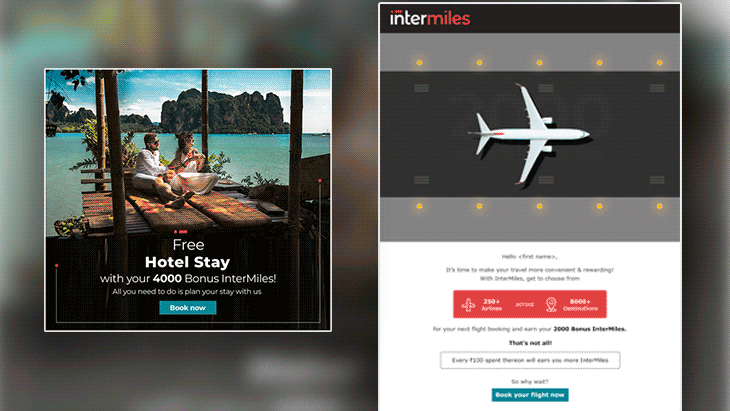 Free
Hotel Stay
with your 4000 Bonus InterMiles!
All you need to do is plan your stay with us
Book now
intermiles
2000
Hello <first name>,
It's time to make your travel more convenient & rewarding!
With InterMiles, get to choose from
250+ Airlines across 8000+ Destinations
for your next flight booking and earn your 2000 Bonus InterMiles.
That's not all!
Every ₹100 spent thereon will earn you more InterMiles
So why wait?
Book your flight now